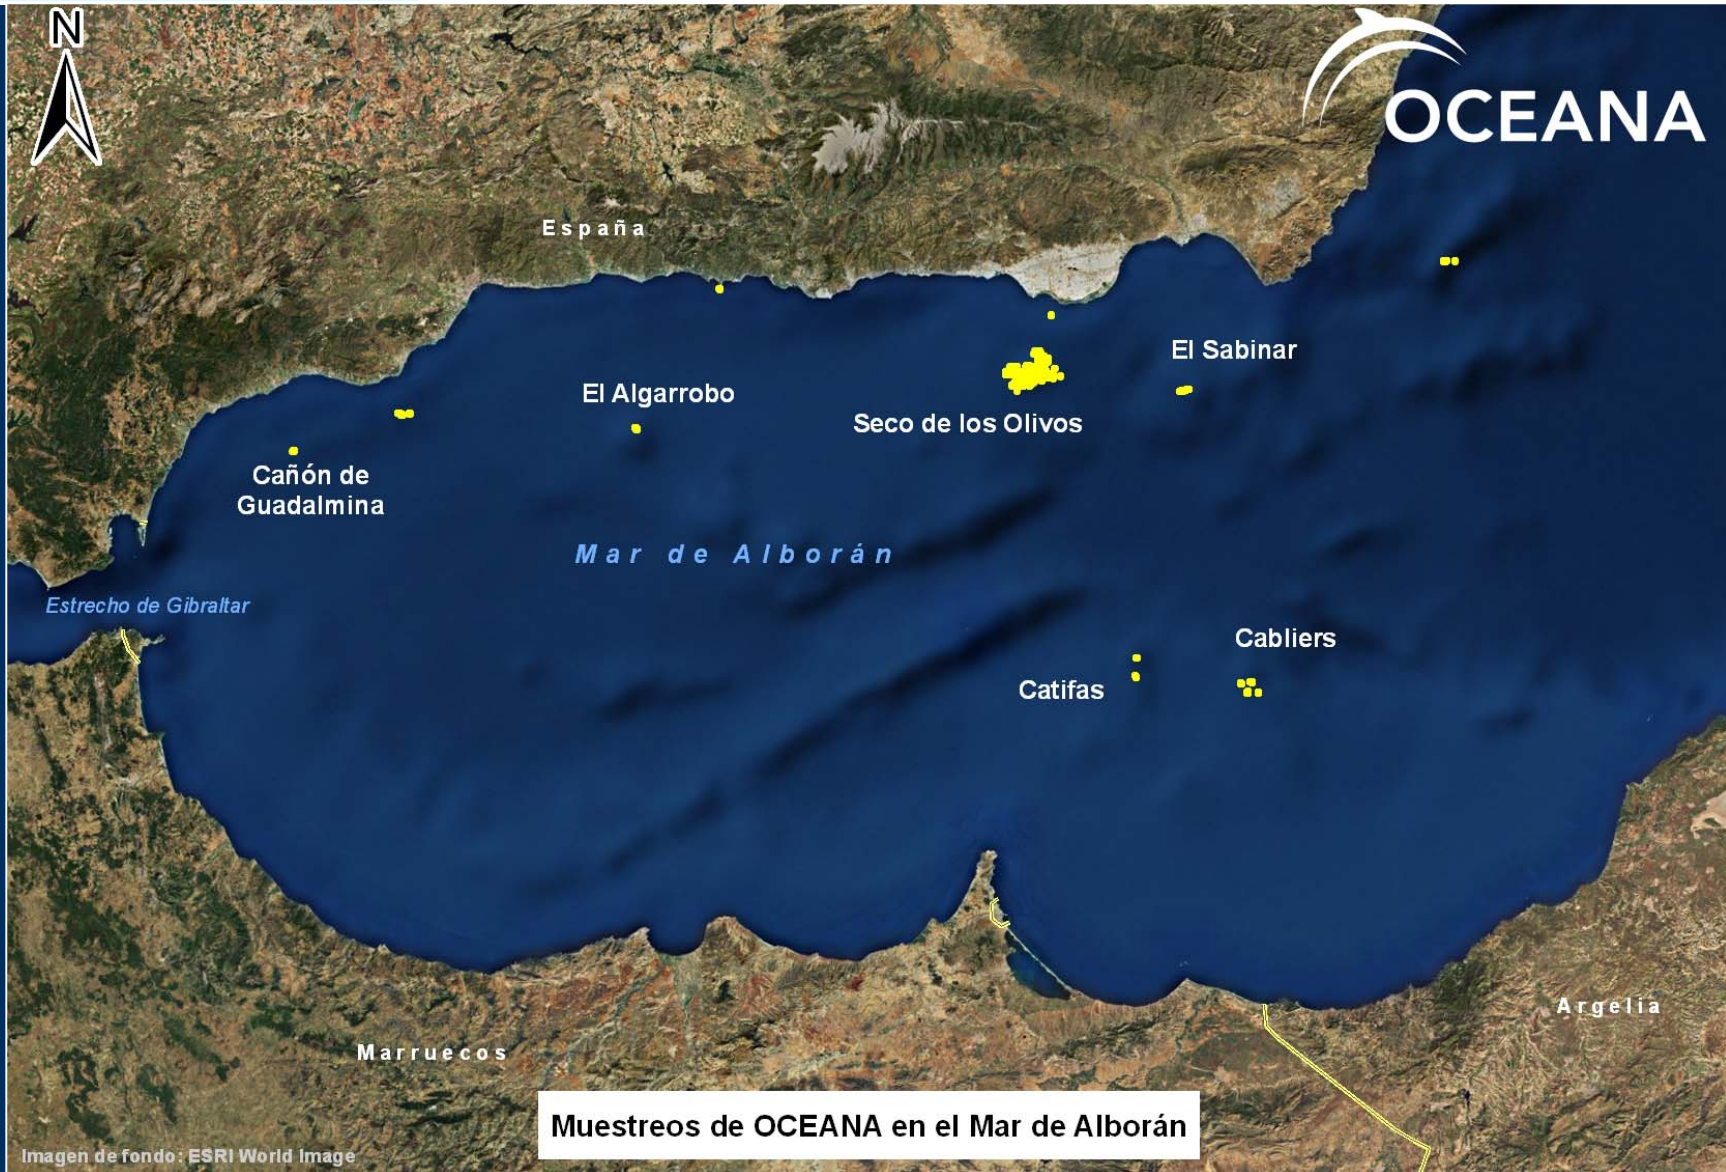 N
OCEANA
España
El Sabinar
El Algarrobo
Seco de los Olivos
Cañón de
Guadalmina
Mar de Alborán
Estrecho de Gibraltar
Cabliers
Catifas
Argelia
Marruecos
Muestreos de OCEANA en el Mar de Alborán
Imagen de fondo: ESRI World Image